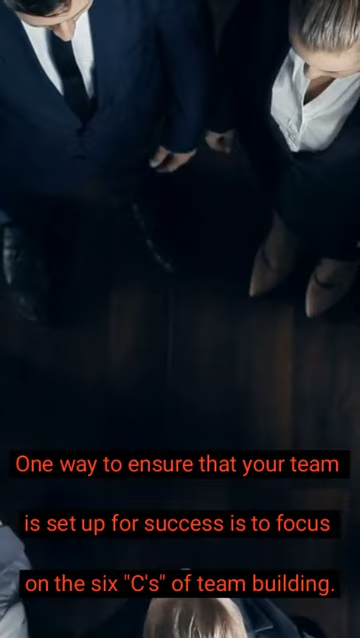 One way to ensure that your team
is set up for success is to focus
on the six "C's" of team building.